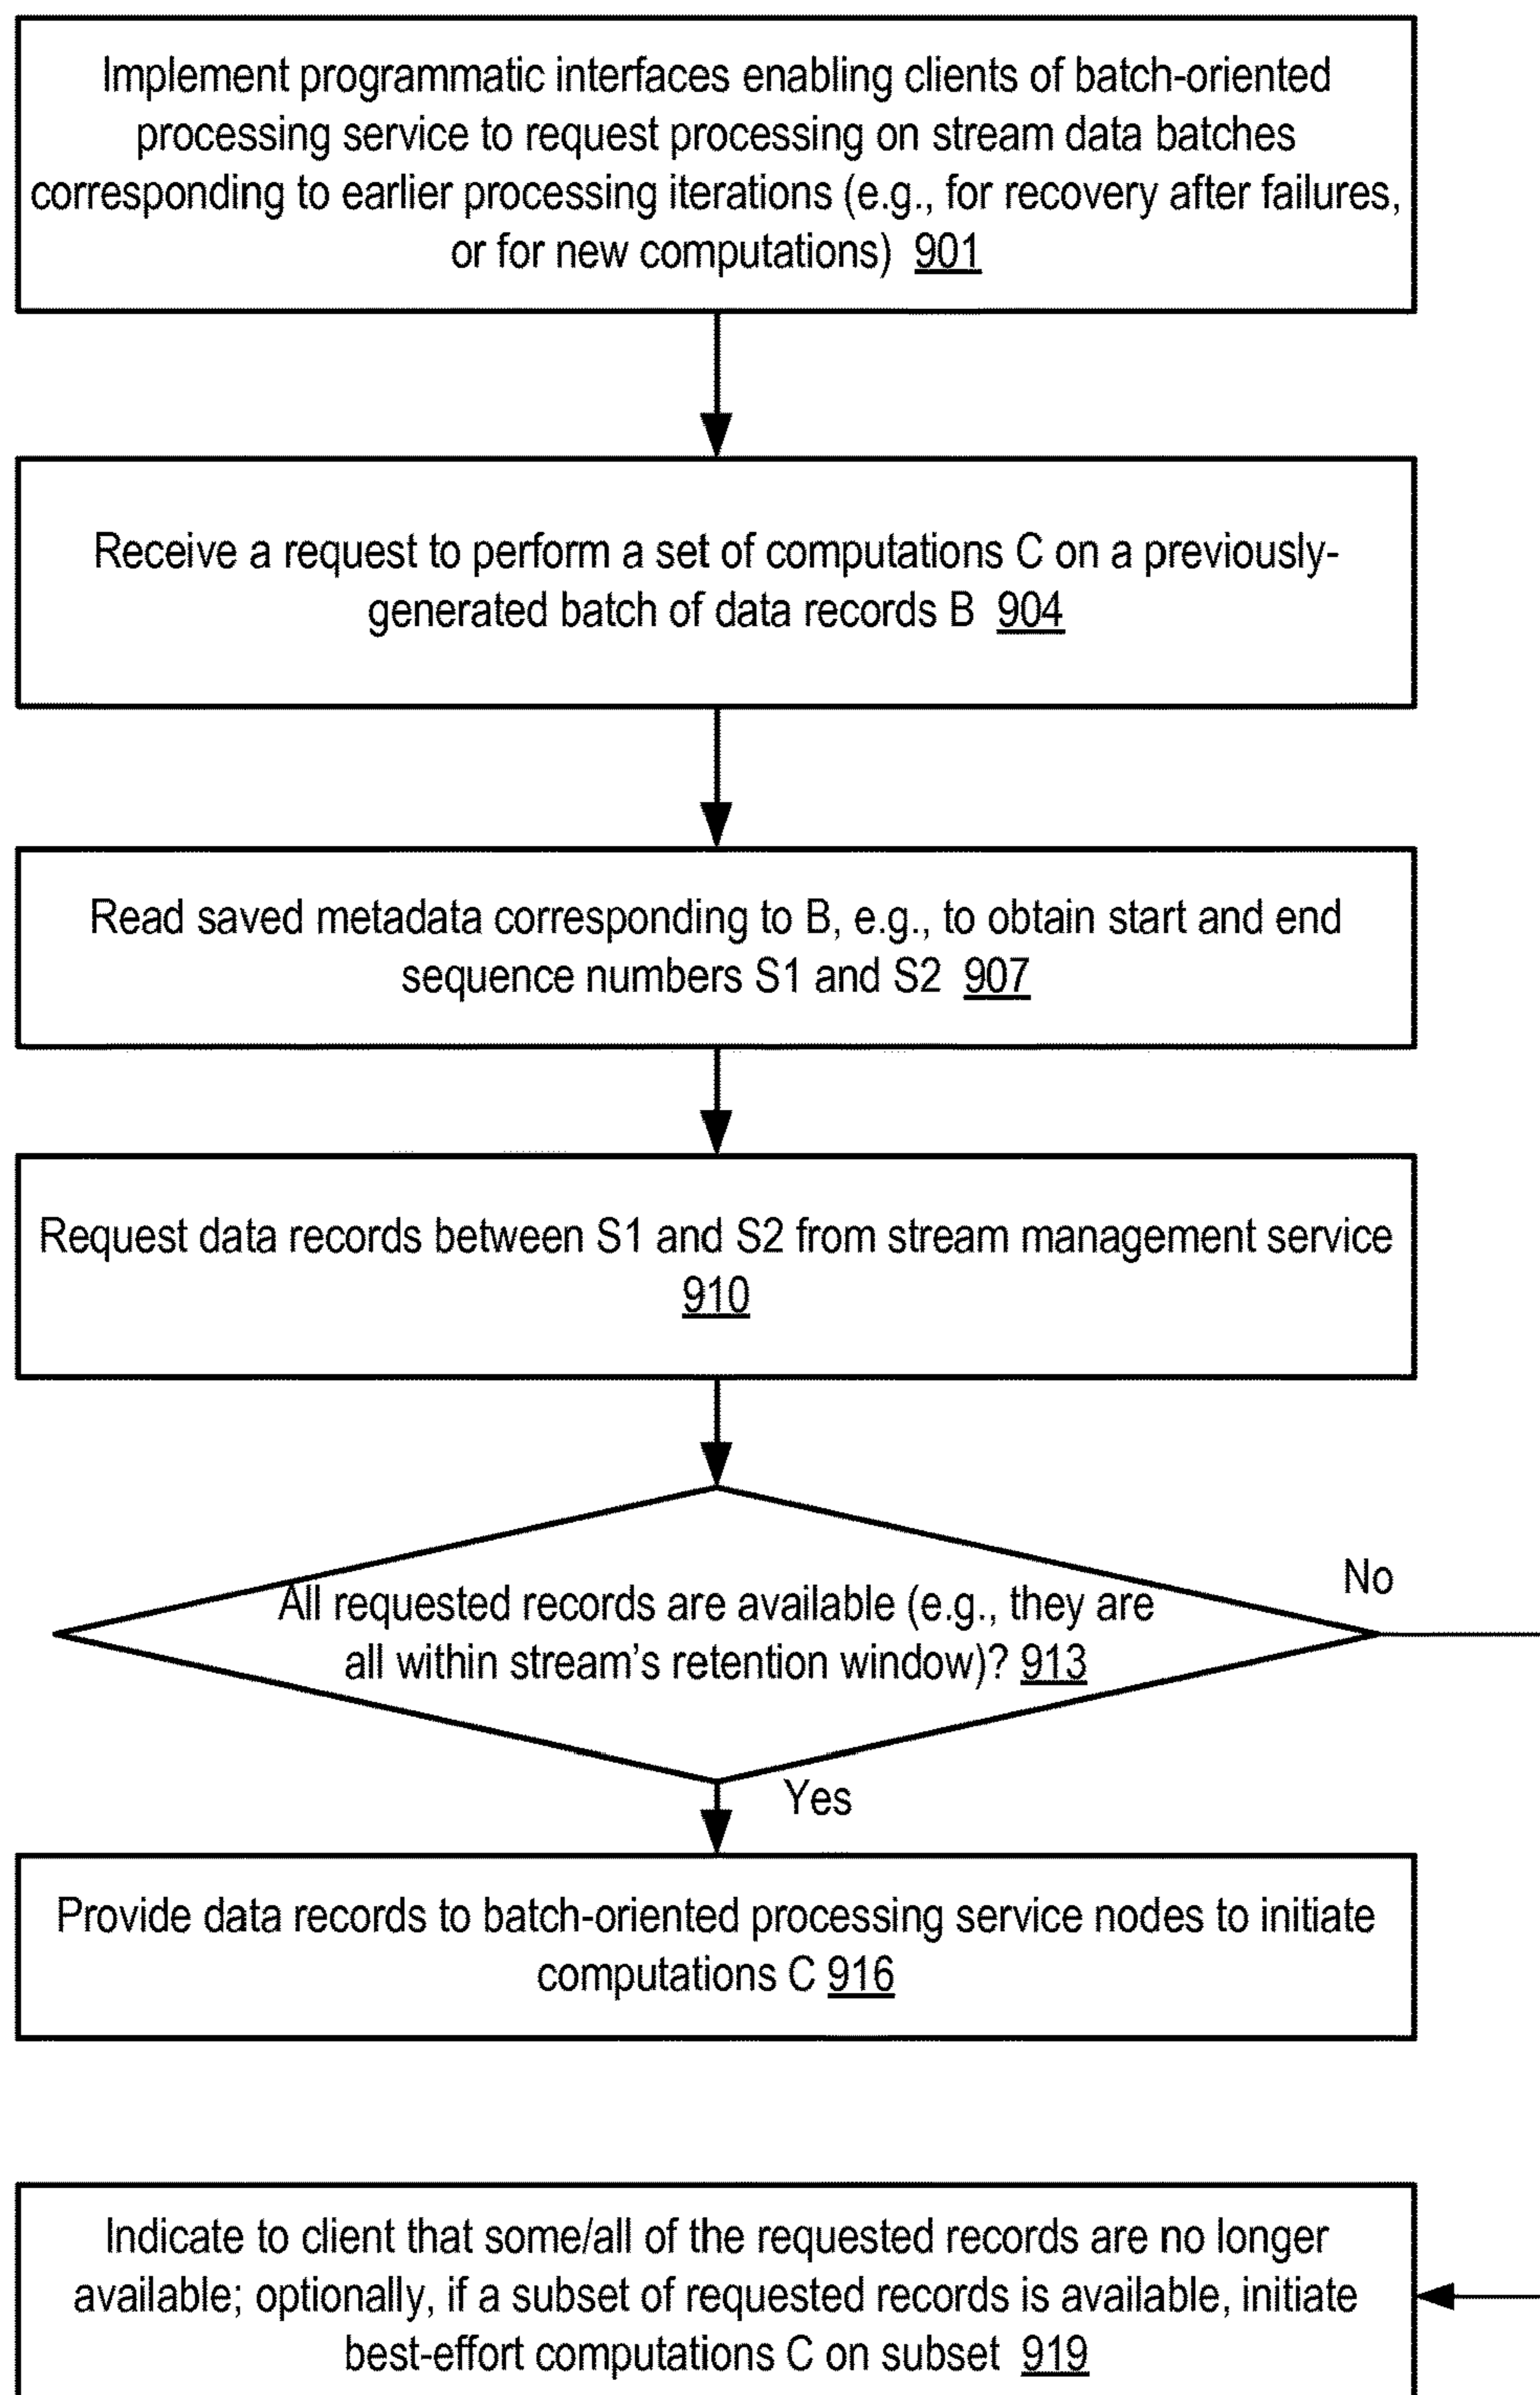 Implement programmatic interfaces enabling clients of batch-oriented
processing service to request processing on stream data batches
corresponding to earlier processing iterations (e.g., for recovery after failures,
or for new computations) 901
Receive a request to perform a set of computations C on a previously-
generated batch of data records B 904
Read saved metadata corresponding to B, e.g., to obtain start and end
sequence numbers S1 and S2 907
Request data records between S1 and S2 from stream management service
910
All requested records are available (e.g., they are
all within stream's retention window)? 913
No
Yes
Provide data records to batch-oriented processing service nodes to initiate
computations C 916
Indicate to client that some/all of the requested records are no longer
available; optionally, if a subset of requested records is available, initiate
best-effort computations C on subset 919